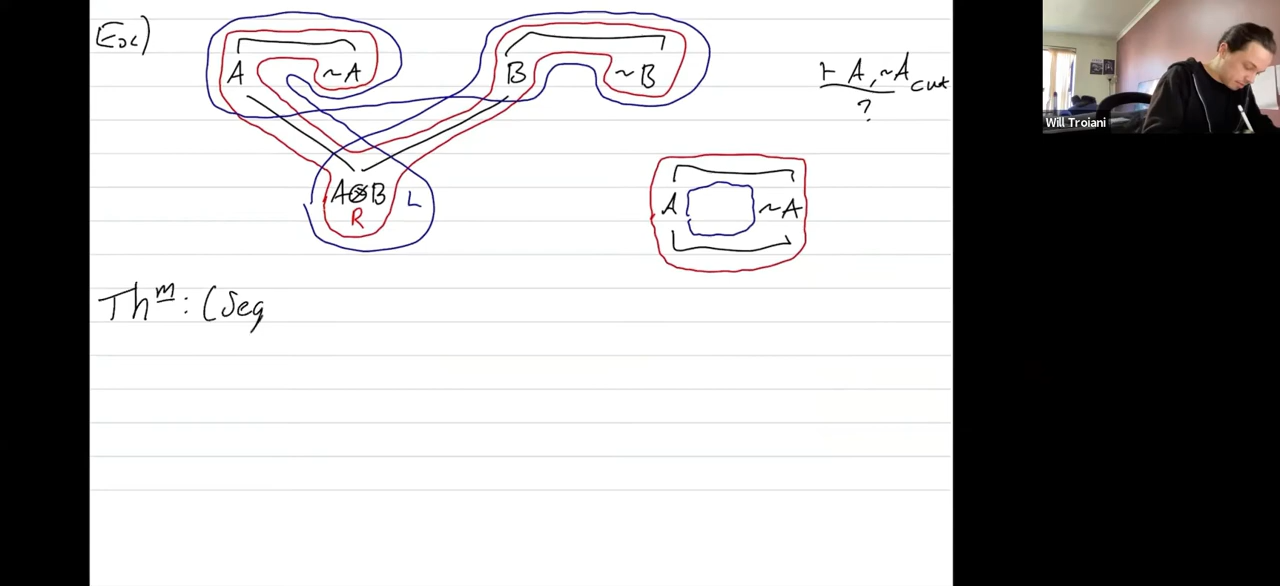 Ex)
A ~A B ~B
⊢ A, ~A cut
?
A⊗B
R L
A ~A
Thm: (Seq
Will Troiani